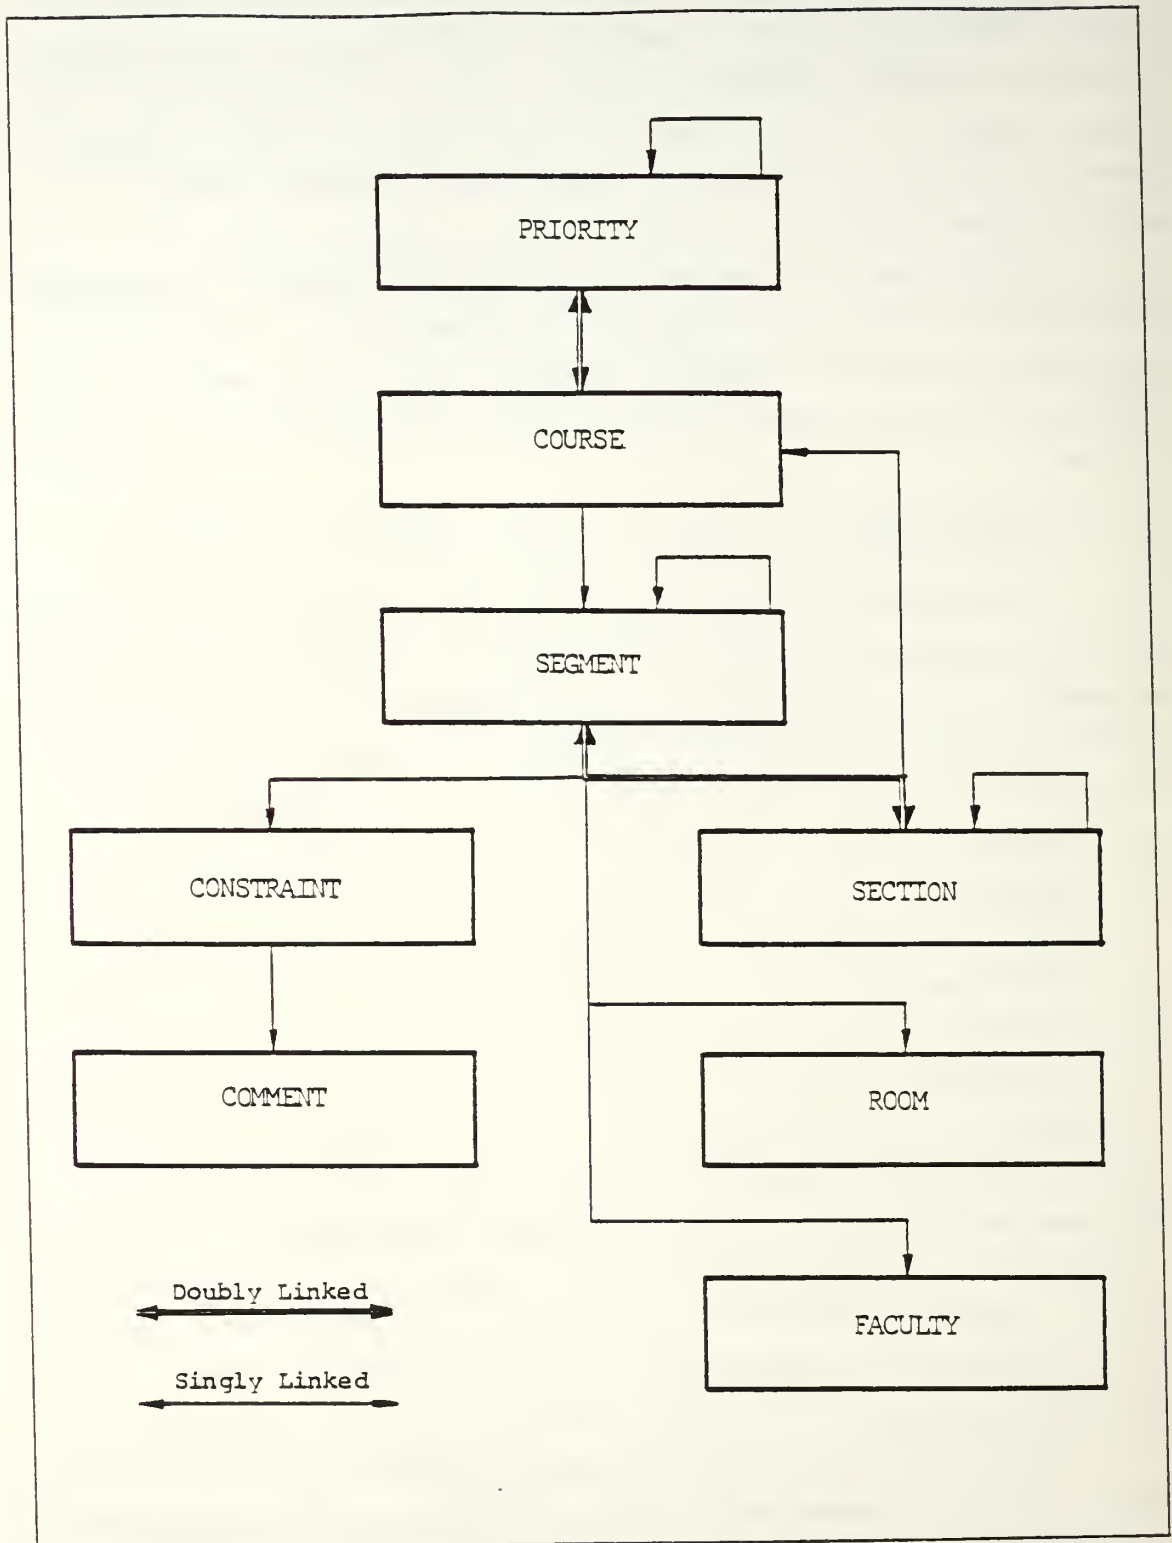 PRIORITY
COURSE
SEGMENT
CONSTRAINT
SECTION
COMMENT
ROOM
Doubly Linked
FACULTY
Singly Linked